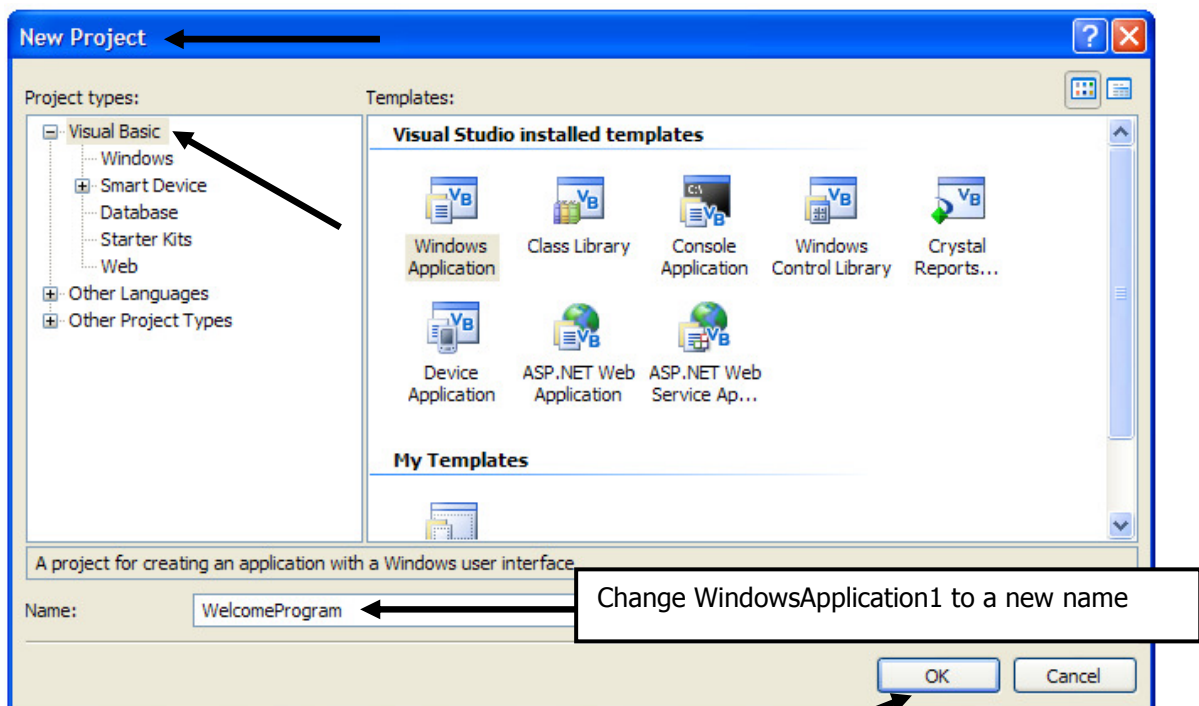 New Project
Project types:
Templates:
Visual Basic
Windows
Smart Device
Database
Starter Kits
Web
Other Languages
Other Project Types
Visual Studio installed templates
Windows
Application
Class Library
Console
Application
Windows
Control Library
Crystal
Reports...
Device
Application
ASP.NET Web
Application
ASP.NET Web
Service Ap...
My Templates
A project for creating an application with a Windows user interface
Name:
WelcomeProgram
Change WindowsApplication1 to a new name
OK
Cancel